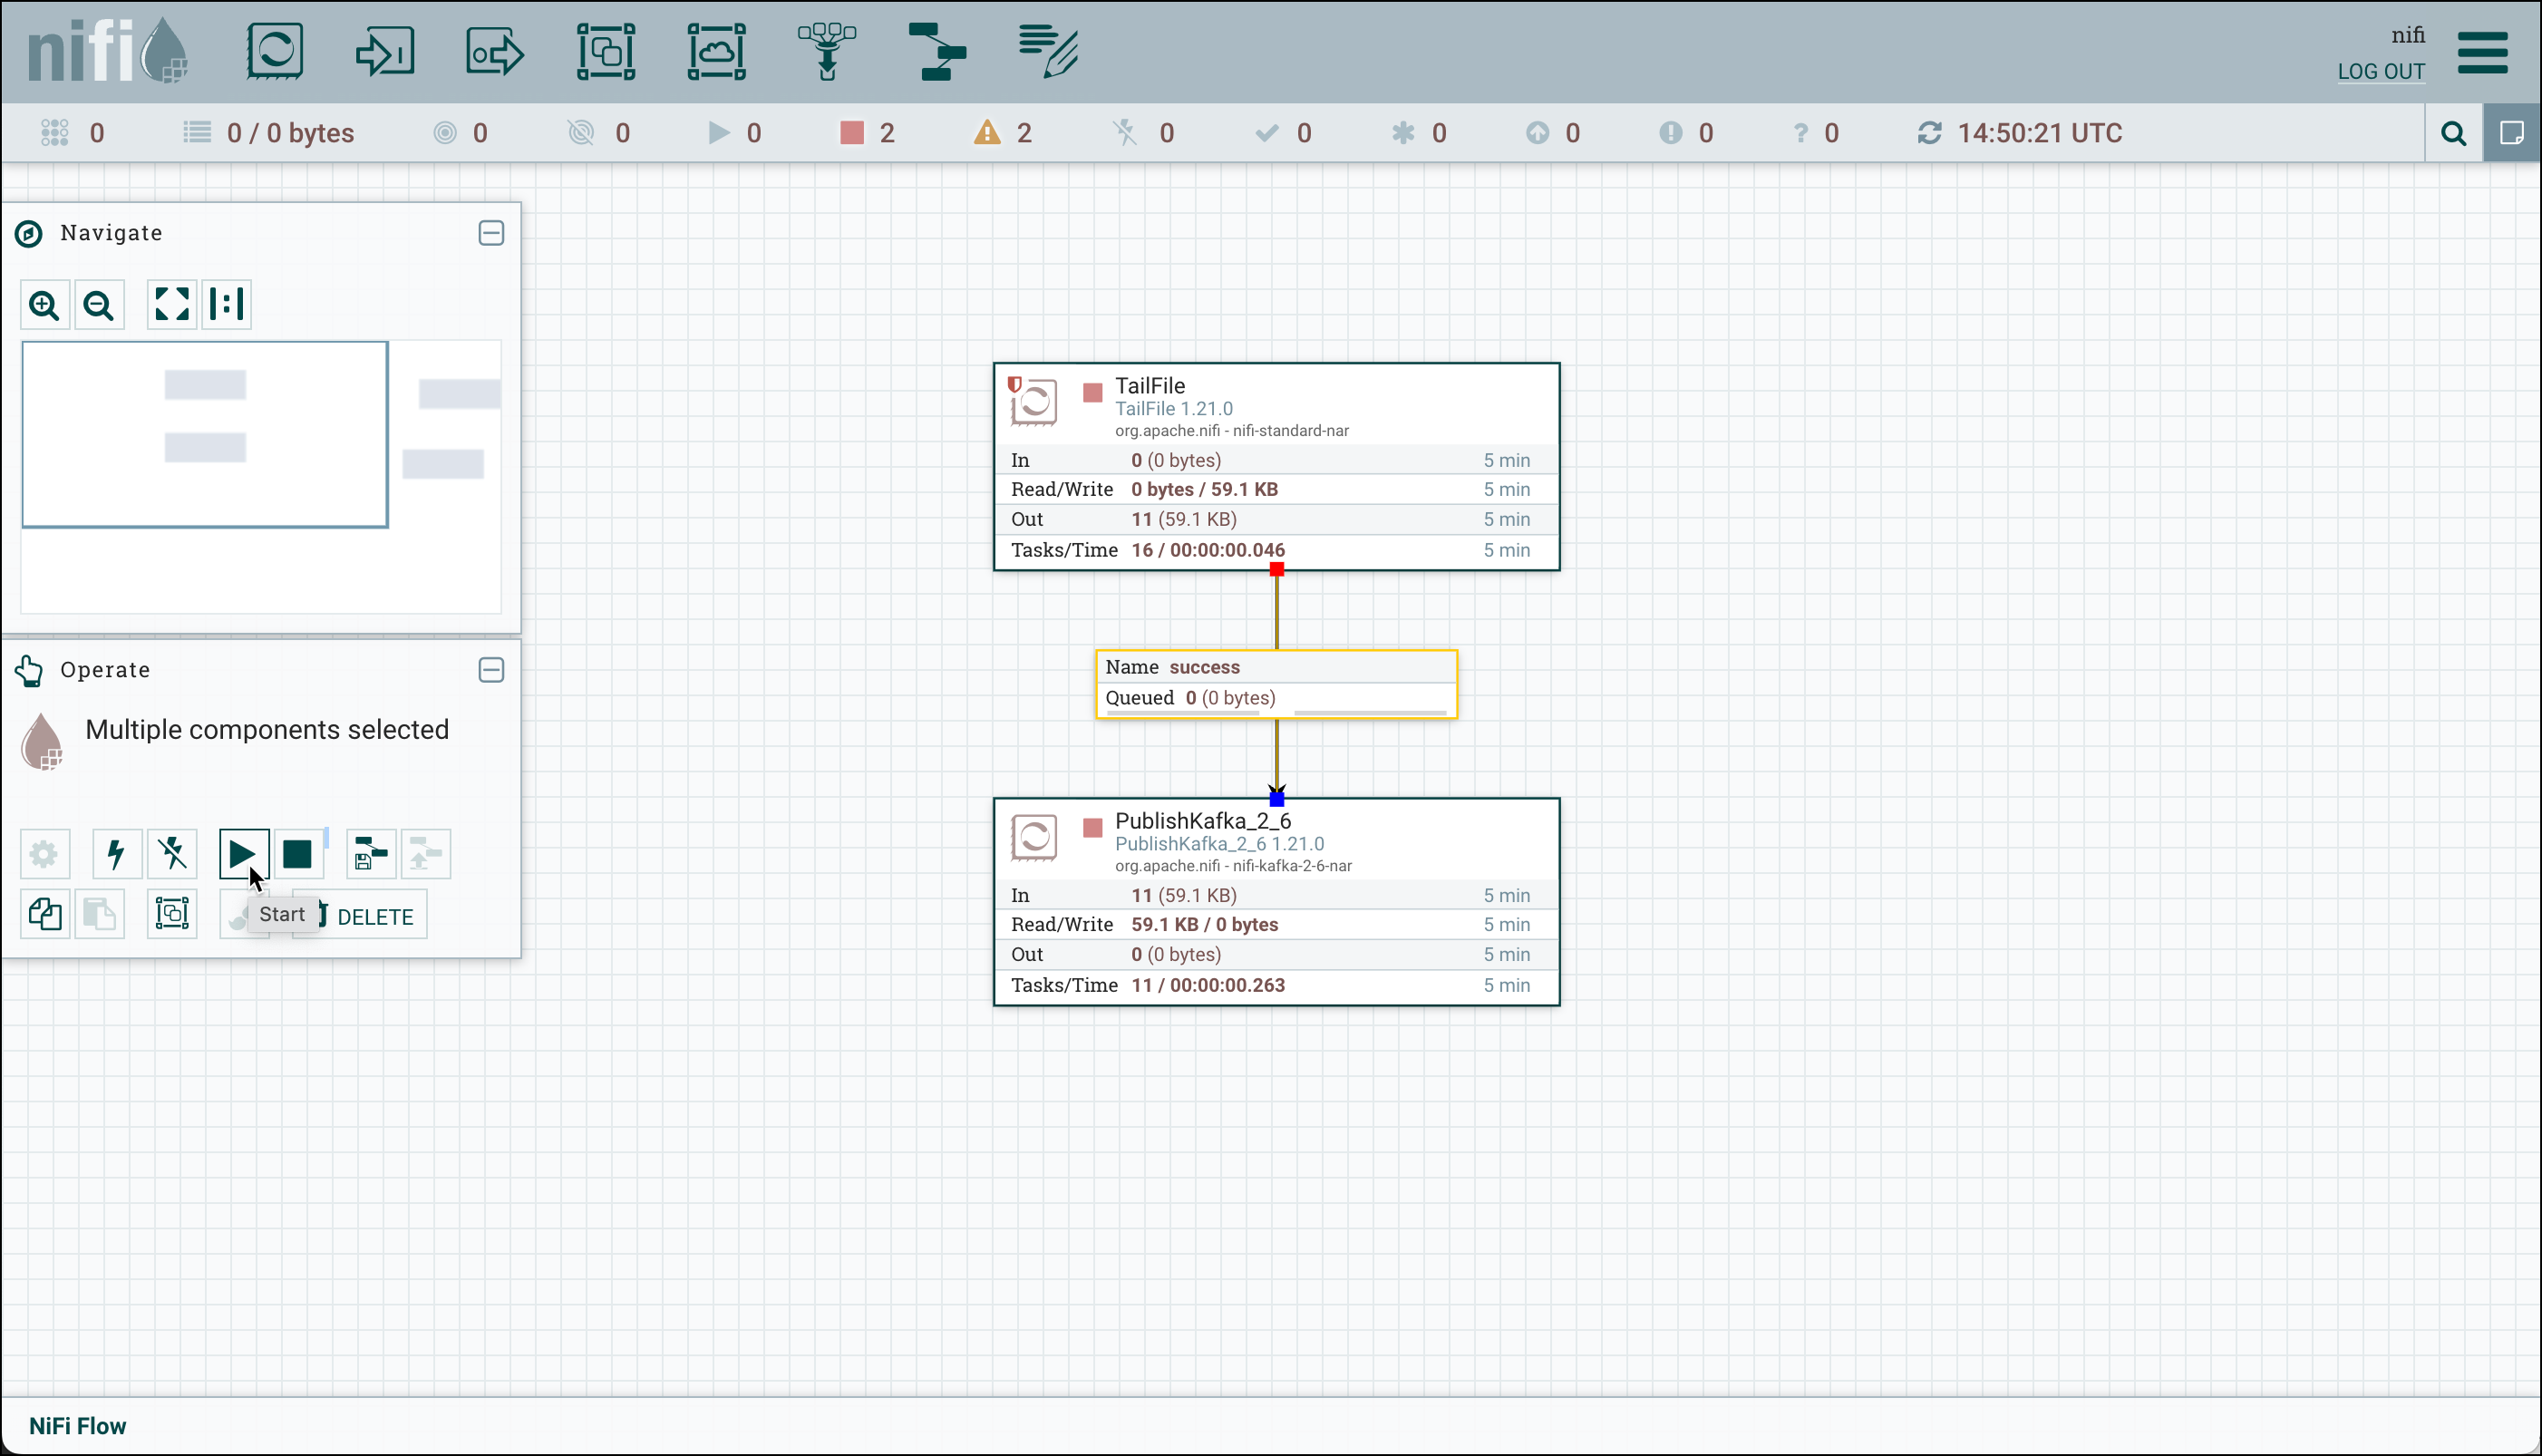 nifi
nifi
LOG OUT
0
0 / 0 bytes
0
0
0
2
2
0
0
0
0
0
? 0
14:50:21 UTC
Navigate
Operate
Multiple components selected
Start
DELETE
TailFile
TailFile 1.21.0
org.apache.nifi - nifi-standard-nar
In 0 (0 bytes) 5 min
Read/Write 0 bytes / 59.1 KB 5 min
Out 11 (59.1 KB) 5 min
Tasks/Time 16 / 00:00:00.046 5 min
Name success
Queued 0 (0 bytes)
PublishKafka_2_6
PublishKafka_2_6 1.21.0
org.apache.nifi - nifi-kafka-2-6-nar
In 11 (59.1 KB) 5 min
Read/Write 59.1 KB / 0 bytes 5 min
Out 0 (0 bytes) 5 min
Tasks/Time 11 / 00:00:00.263 5 min
NiFi Flow